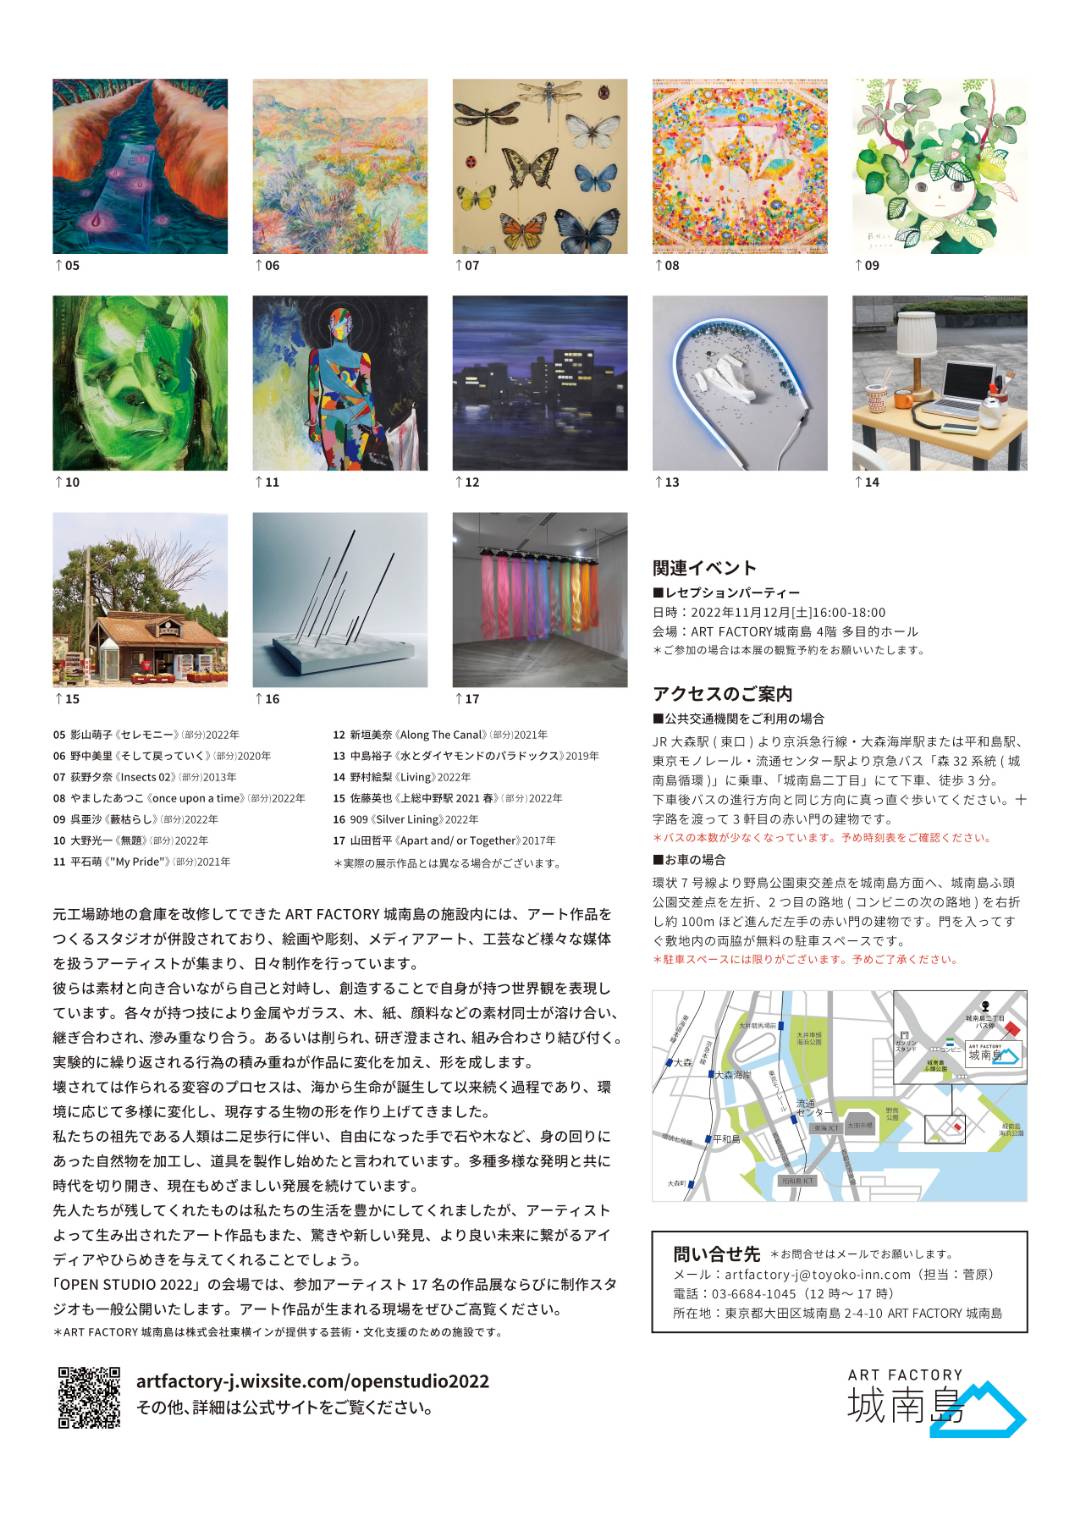 ↑05
↑06
↑07
↑08
↑09
↑10
↑11
↑12
↑13
↑14
↑15
↑16
↑17
05 影山萌子《セレモニー》（部分）2022年
06 野中美里《そして戻っていく》（部分）2020年
07 荻野夕奈《Insects 02》（部分）2013年
08 やましたあつこ《once upon a time》（部分）2022年
09 呉亜沙《藪枯らし》（部分）2022年
10 大野光一《無題》（部分）2022年
11 平石萌《"My Pride"》（部分）2021年
12 新垣美奈《Along The Canal》（部分）2021年
13 中島裕子《水とダイヤモンドのパラドックス》2019年
14 野村絵梨《Living》2022年
15 佐藤英也《上総中野駅 2021 春》（部分）2022年
16 909《Silver Lining》2022年
17 山田哲平《Apart and/ or Together》2017年
＊実際の展示作品とは異なる場合がございます。
元工場跡地の倉庫を改修してできた ART FACTORY 城南島の施設内には、アート作品を
つくるスタジオが併設されており、絵画や彫刻、メディアアート、工芸など様々な媒体
を扱うアーティストが集まり、日々制作を行っています。
彼らは素材と向き合いながら自己と対峙し、創造することで自身が持つ世界観を表現し
ています。各々が持つ技により金属やガラス、木、紙、顔料などの素材同士が溶け合い、
継ぎ合わされ、滲み重なり合う。あるいは削られ、研ぎ澄まされ、組み合わさり結び付く。
実験的に繰り返される行為の積み重ねが作品に変化を加え、形を成します。
壊されては作られる変容のプロセスは、海から生命が誕生して以来続く過程であり、環
境に応じて多様に変化し、現存する生物の形を作り上げてきました。
私たちの祖先である人類は二足歩行に伴い、自由になった手で石や木など、身の回りに
あった自然物を加工し、道具を製作し始めたと言われています。多種多様な発明と共に
時代を切り開き、現在もめざましい発展を続けています。
先人たちが残してくれたものは私たちの生活を豊かにしてくれましたが、アーティスト
よって生み出されたアート作品もまた、驚きや新しい発見、より良い未来に繋がるアイ
ディアやひらめきを与えてくれることでしょう。
「OPEN STUDIO 2022」の会場では、参加アーティスト 17 名の作品展ならびに制作スタ
ジオも一般公開いたします。アート作品が生まれる現場をぜひご高覧ください。
＊ART FACTORY 城南島は株式会社東横インが提供する芸術・文化支援のための施設です。
artfactory-j.wixsite.com/openstudio2022
その他、詳細は公式サイトをご覧ください。
関連イベント
■レセプションパーティー
日時：2022年11月12月[土]16:00-18:00
会場：ART FACTORY城南島 4階 多目的ホール
＊ご参加の場合は本展の観覧予約をお願いいたします。
アクセスのご案内
■公共交通機関をご利用の場合
JR 大森駅 ( 東口 ) より京浜急行線・大森海岸駅または平和島駅、
東京モノレール・流通センター駅より京急バス「森 32 系統 ( 城
南島循環 )」に乗車、「城南島二丁目」にて下車、徒歩 3 分。
下車後バスの進行方向と同じ方向に真っ直ぐ歩いてください。十
字路を渡って 3 軒目の赤い門の建物です。
＊バスの本数が少なくなっています。予め時刻表をご確認ください。
■お車の場合
環状 7 号線より野鳥公園東交差点を城南島方面へ、城南島ふ頭
公園交差点を左折、2 つ目の路地 ( コンビニの次の路地 ) を右折
し約 100m ほど進んだ左手の赤い門の建物です。門を入ってす
ぐ敷地内の両脇が無料の駐車スペースです。
＊駐車スペースには限りがございます。予めご了承ください。
大井競馬場前
大井埠頭
海浜公園
大森
大森海岸
流通
センター
東海 JCT
大田市場
野鳥
公園
平和島
環状七号線
大森町
昭和島 JCT
城南島
海浜公園
城南島二丁目
バス停
ガソリン
スタンド
コンビニ
城南島
ふ頭公園
ART FACTORY
城南島
問い合せ先 ＊お問合せはメールでお願いします。
メール：artfactory-j@toyoko-inn.com（担当：菅原）
電話：03-6684-1045（12 時～ 17 時）
所在地：東京都大田区城南島 2-4-10 ART FACTORY 城南島
ART FACTORY
城南島